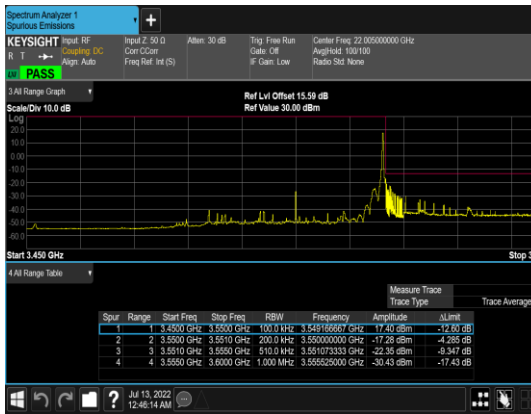 Spectrum Analyzer 1
Spurious Emissions
+
KEYSIGHT Input: RF Input Z: 50 Ω Atten: 30 dB Trig: Free Run Center Freq: 22.005000000 GHz
R T Coupling: DC Corr CCorr Gate: Off Avg|Hold: 100/100
Align: Auto Freq Ref: Int (S) IF Gain: Low Radio Std: None
PASS
3 All Range Graph
Ref Lvl Offset 15.59 dB
Scale/Div 10.0 dB Ref Value 30.00 dBm
Log
20.0
10.0
0.00
-10.0
-20.0
-30.0
-40.0
-50.0
-60.0
Start 3.450 GHz Stop 3
4 All Range Table
Measure Trace
Trace Type Trace Average
Spur Range Start Freq Stop Freq RBW Frequency Amplitude ΔLimit
1 1 3.4500 GHz 3.5500 GHz 100.0 kHz 3.549166667 GHz 17.40 dBm -12.60 dB
2 2 3.5500 GHz 3.5510 GHz 200.0 kHz 3.550000000 GHz -17.28 dBm -4.285 dB
3 3 3.5510 GHz 3.5550 GHz 510.0 kHz 3.551073333 GHz -22.35 dBm -9.347 dB
4 4 3.5550 GHz 3.6000 GHz 1.000 MHz 3.555525000 GHz -30.43 dBm -17.43 dB
? Jul 13, 2022
12:46:14 AM